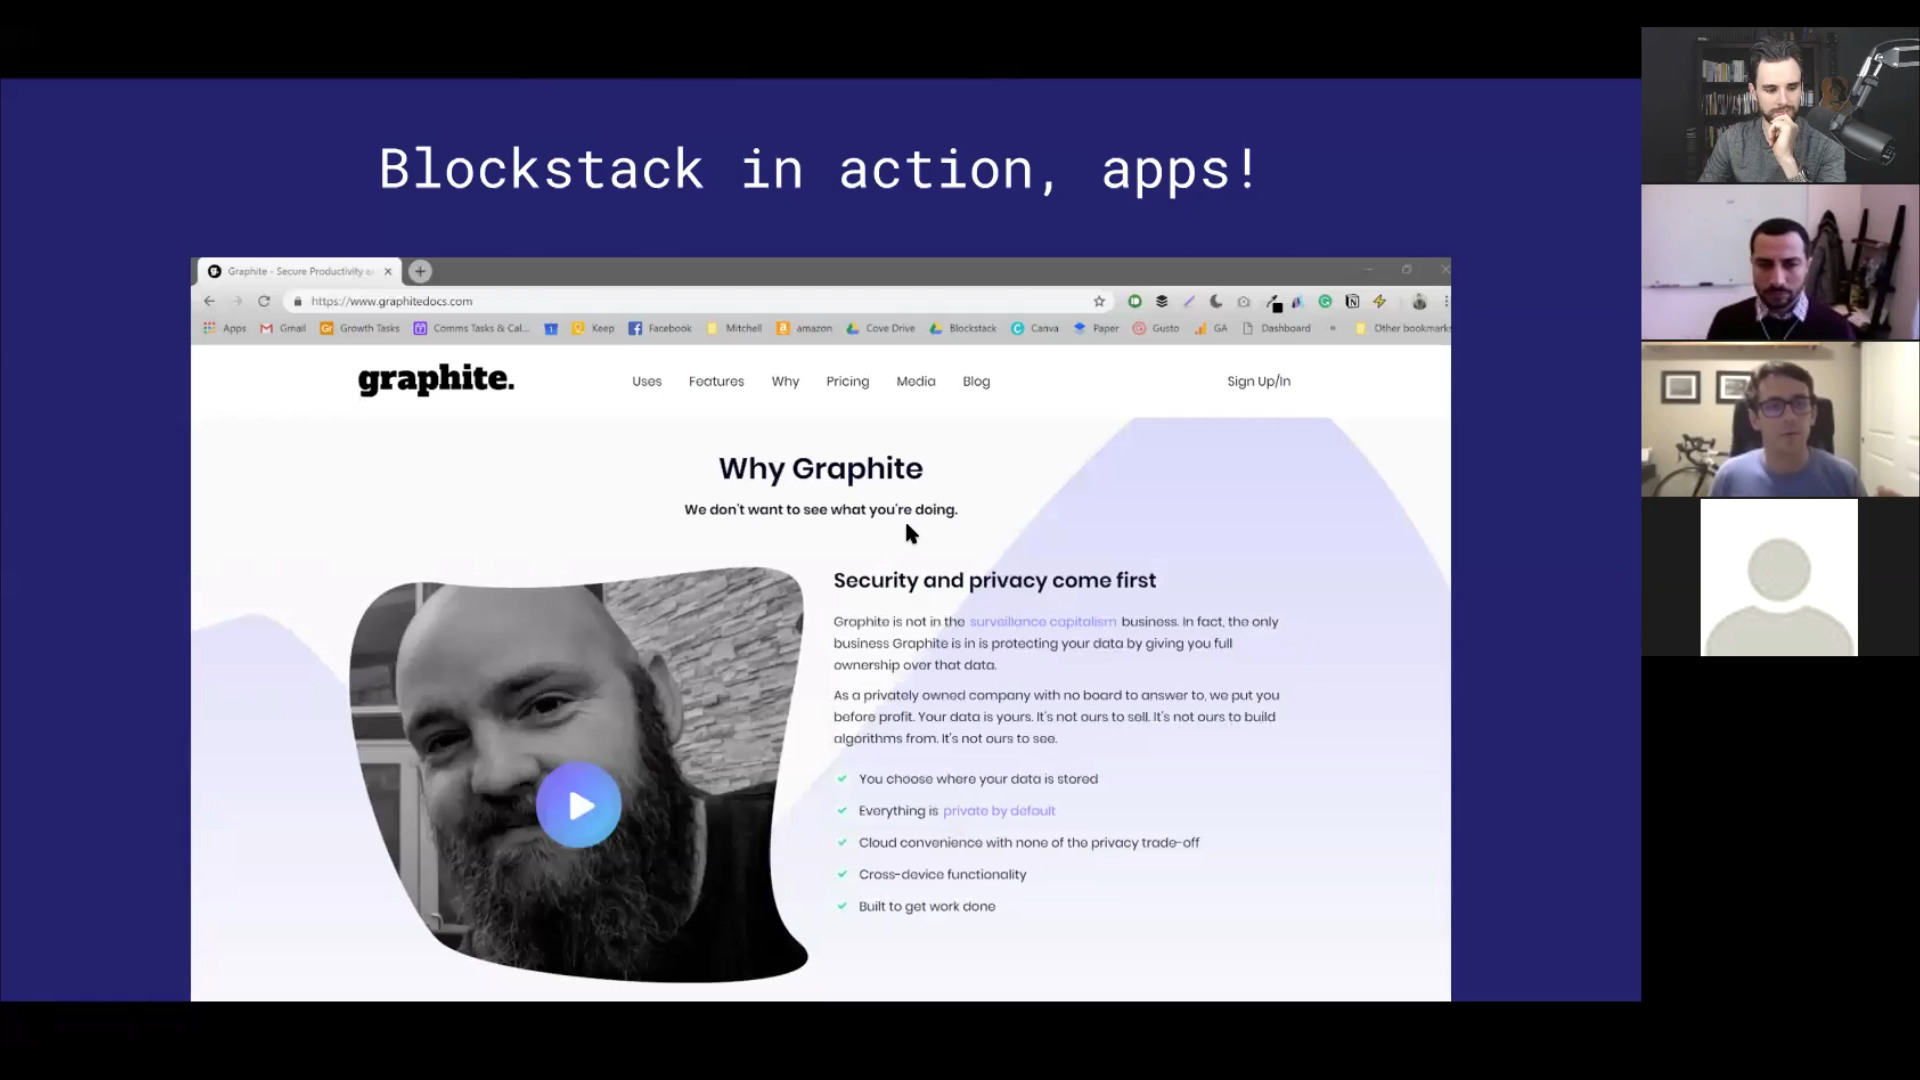 Blockstack in action, apps!
Graphite - Secure Productivity a
https://www.graphitedocs.com
Apps Gmail Growth Tasks Comms Tasks & Cal... Keep Facebook Mitchell amazon Cove Drive Blockstack Canva Paper Gusto GA Dashboard » Other bookmarks
graphite. Uses Features Why Pricing Media Blog Sign Up/In
Why Graphite
We don't want to see what you're doing.
Security and privacy come first
Graphite is not in the surveillance capitalism business. In fact, the only
business Graphite is in is protecting your data by giving you full
ownership over that data.
As a privately owned company with no board to answer to, we put you
before profit. Your data is yours. It's not ours to sell. It's not ours to build
algorithms from. It's not ours to see.
You choose where your data is stored
Everything is private by default
Cloud convenience with none of the privacy trade-off
Cross-device functionality
Built to get work done